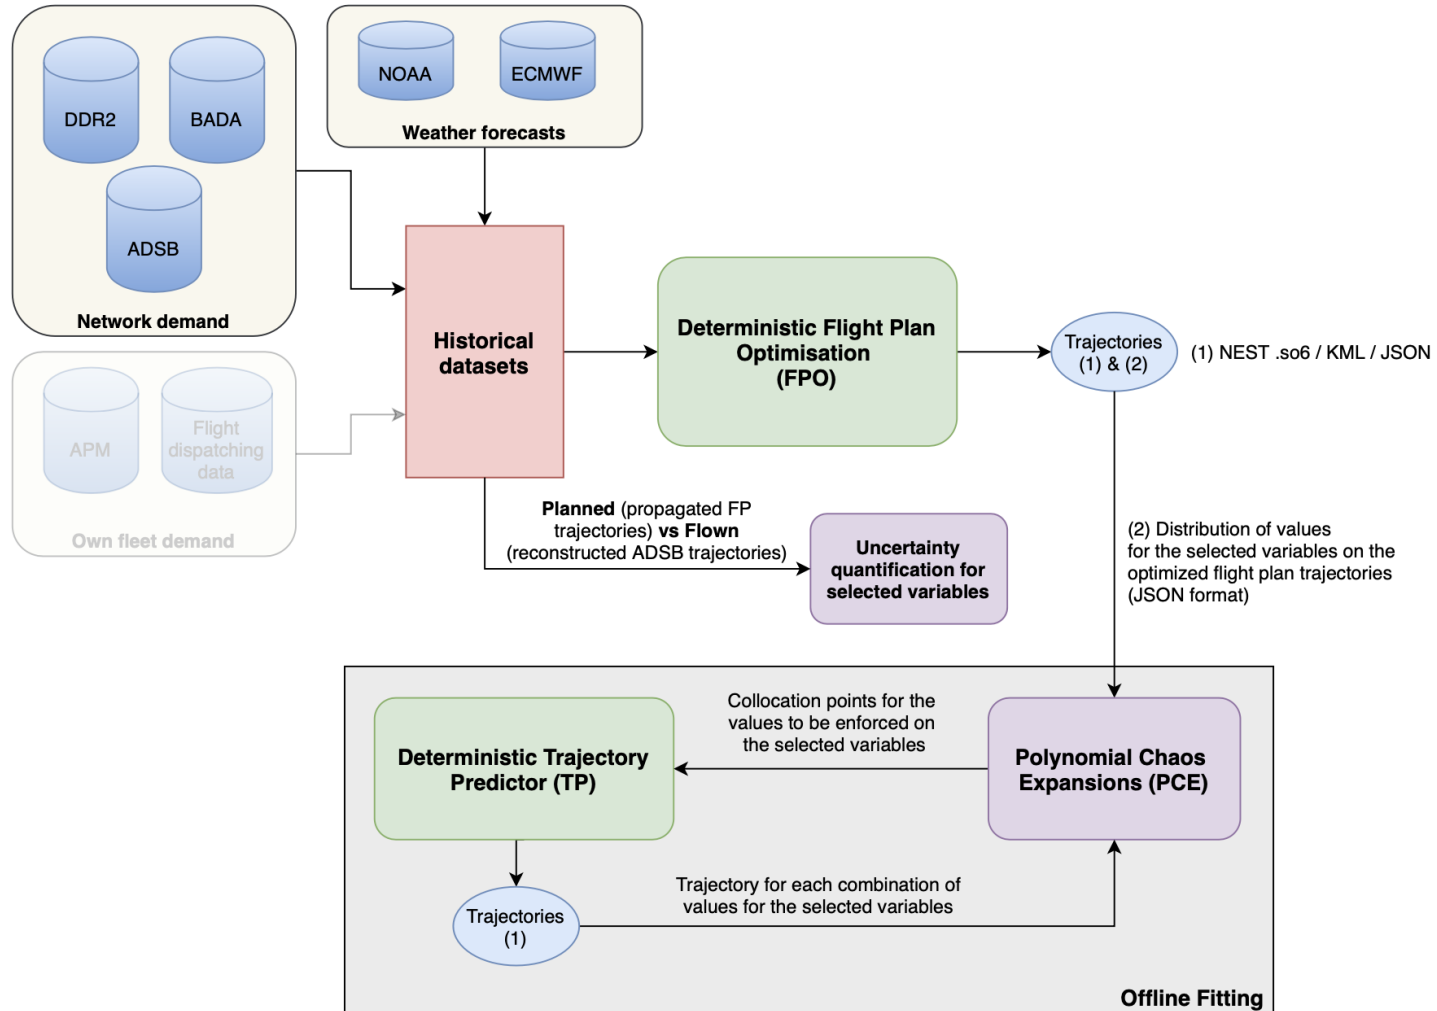 DDR2
BADA
ADSB
Network demand
NOAA
ECMWF
Weather forecasts
APM
Flight
dispatching
data
Own fleet demand
Historical
datasets
Deterministic Flight Plan
Optimisation
(FPO)
Trajectories
(1) & (2)
(1) NEST .so6 / KML / JSON
Planned (propagated FP
trajectories) vs Flown
(reconstructed ADSB trajectories)
Uncertainty
quantification for
selected variables
(2) Distribution of values
for the selected variables on the
optimized flight plan trajectories
(JSON format)
Collocation points for the
values to be enforced on
the selected variables
Deterministic Trajectory
Predictor (TP)
Polynomial Chaos
Expansions (PCE)
Trajectory for each combination of
values for the selected variables
Trajectories
(1)
Offline Fitting